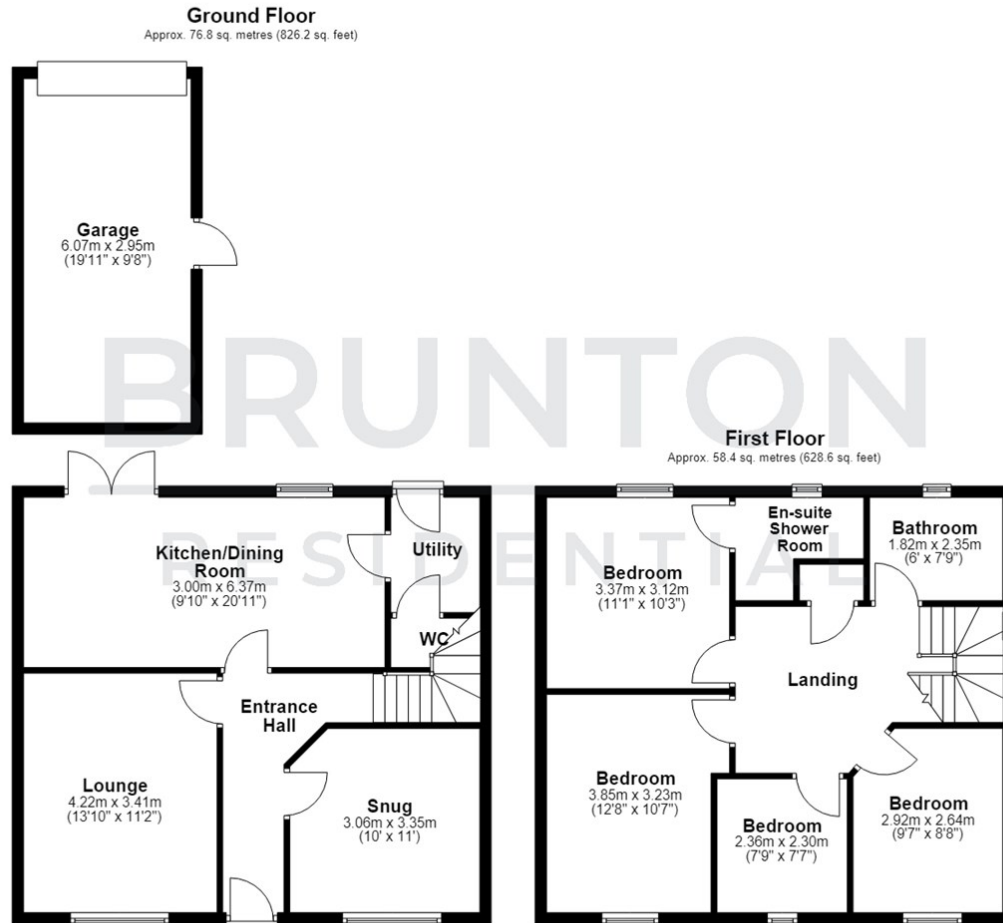 Ground Floor
Approx. 76.8 sq. metres (826.2 sq. feet)
Garage
6.07m x 2.95m
(19'11" x 9'8")
BRUNTON
RESIDENTIAL
Kitchen/Dining
Room
3.00m x 6.37m
(9'10" x 20'11")
Utility
WC
Entrance
Hall
Lounge
4.22m x 3.41m
(13'10" x 11'2")
Snug
3.06m x 3.35m
(10' x 11')
First Floor
Approx. 58.4 sq. metres (628.6 sq. feet)
En-suite
Shower
Room
Bathroom
1.82m x 2.35m
(6' x 7'9")
Bedroom
3.37m x 3.12m
(11'1" x 10'3")
Landing
Bedroom
3.85m x 3.23m
(12'8" x 10'7")
Bedroom
2.36m x 2.30m
(7'9" x 7'7")
Bedroom
2.92m x 2.64m
(9'7" x 8'8")